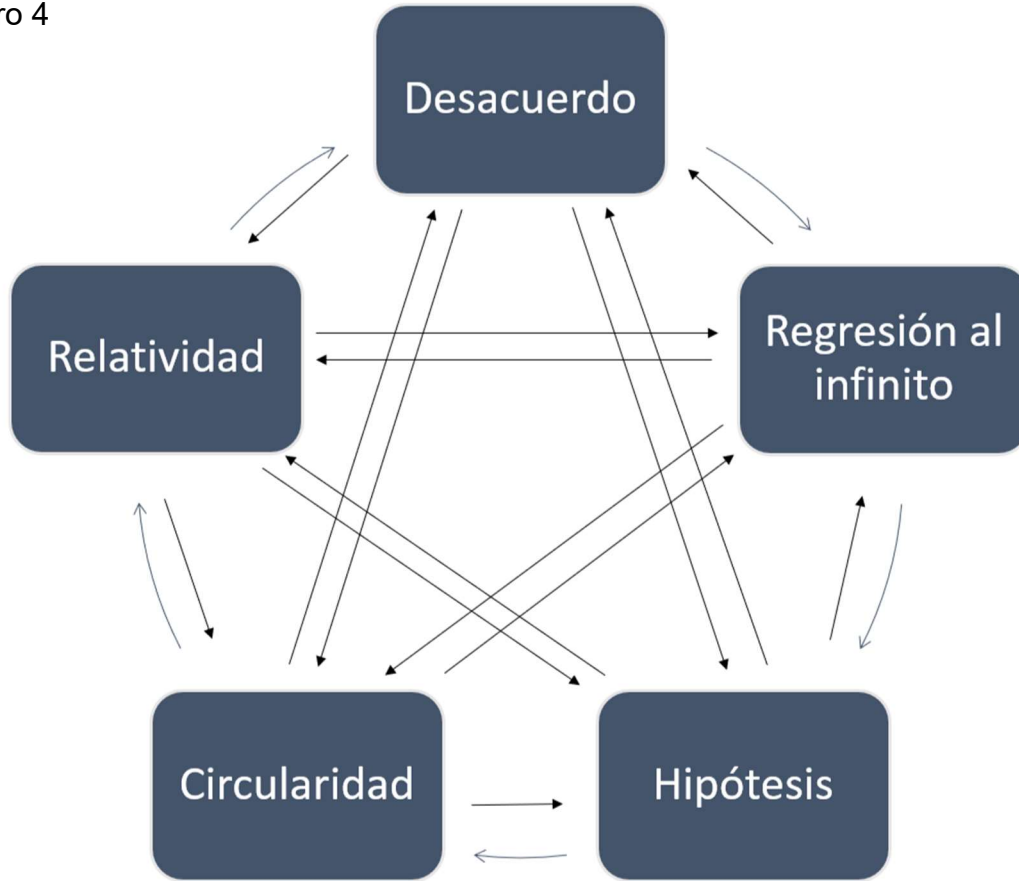 ro 4
Desacuerdo
Relatividad
Regresión al
infinito
Circularidad
Hipótesis